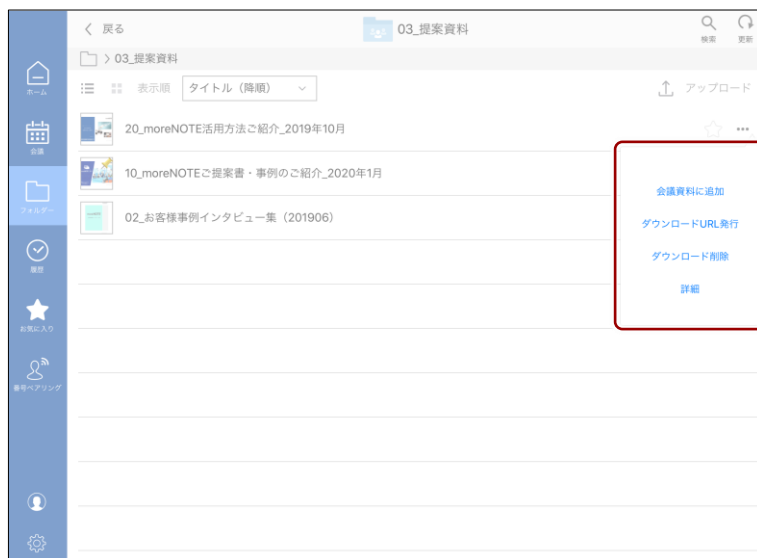 戻る
03_提案資料
検索
更新
03_提案資料
表示順
タイトル（降順）
アップロード
20_moreNOTE活用方法ご紹介_2019年10月
10_moreNOTEご提案書・事例のご紹介_2020年1月
02_お客様事例インタビュー集（201906）
会議資料に追加
ダウンロードURL発行
ダウンロード削除
詳細
ホーム
会議
フォルダー
履歴
お気に入り
番号ペアリング